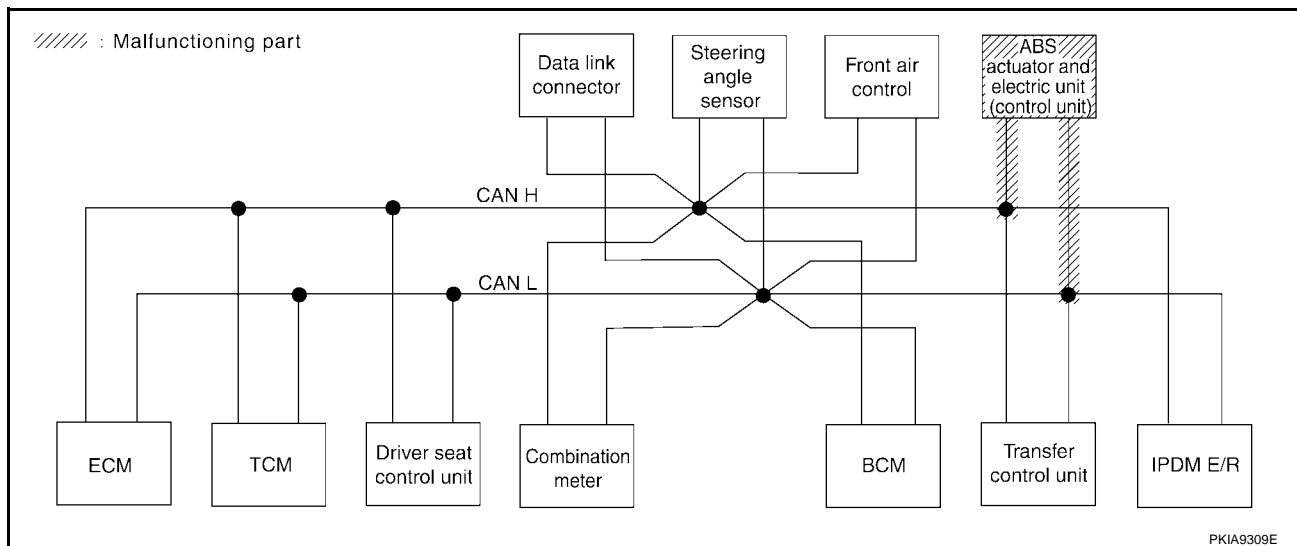 : Malfunctioning part
Data link
connector
Steering
angle
sensor
Front air
control
ABS
actuator and
electric unit
(control unit)
CAN H
CAN L
ECM
TCM
Driver seat
control unit
Combination
meter
BCM
Transfer
control unit
IPDM E/R
PKIA9309E